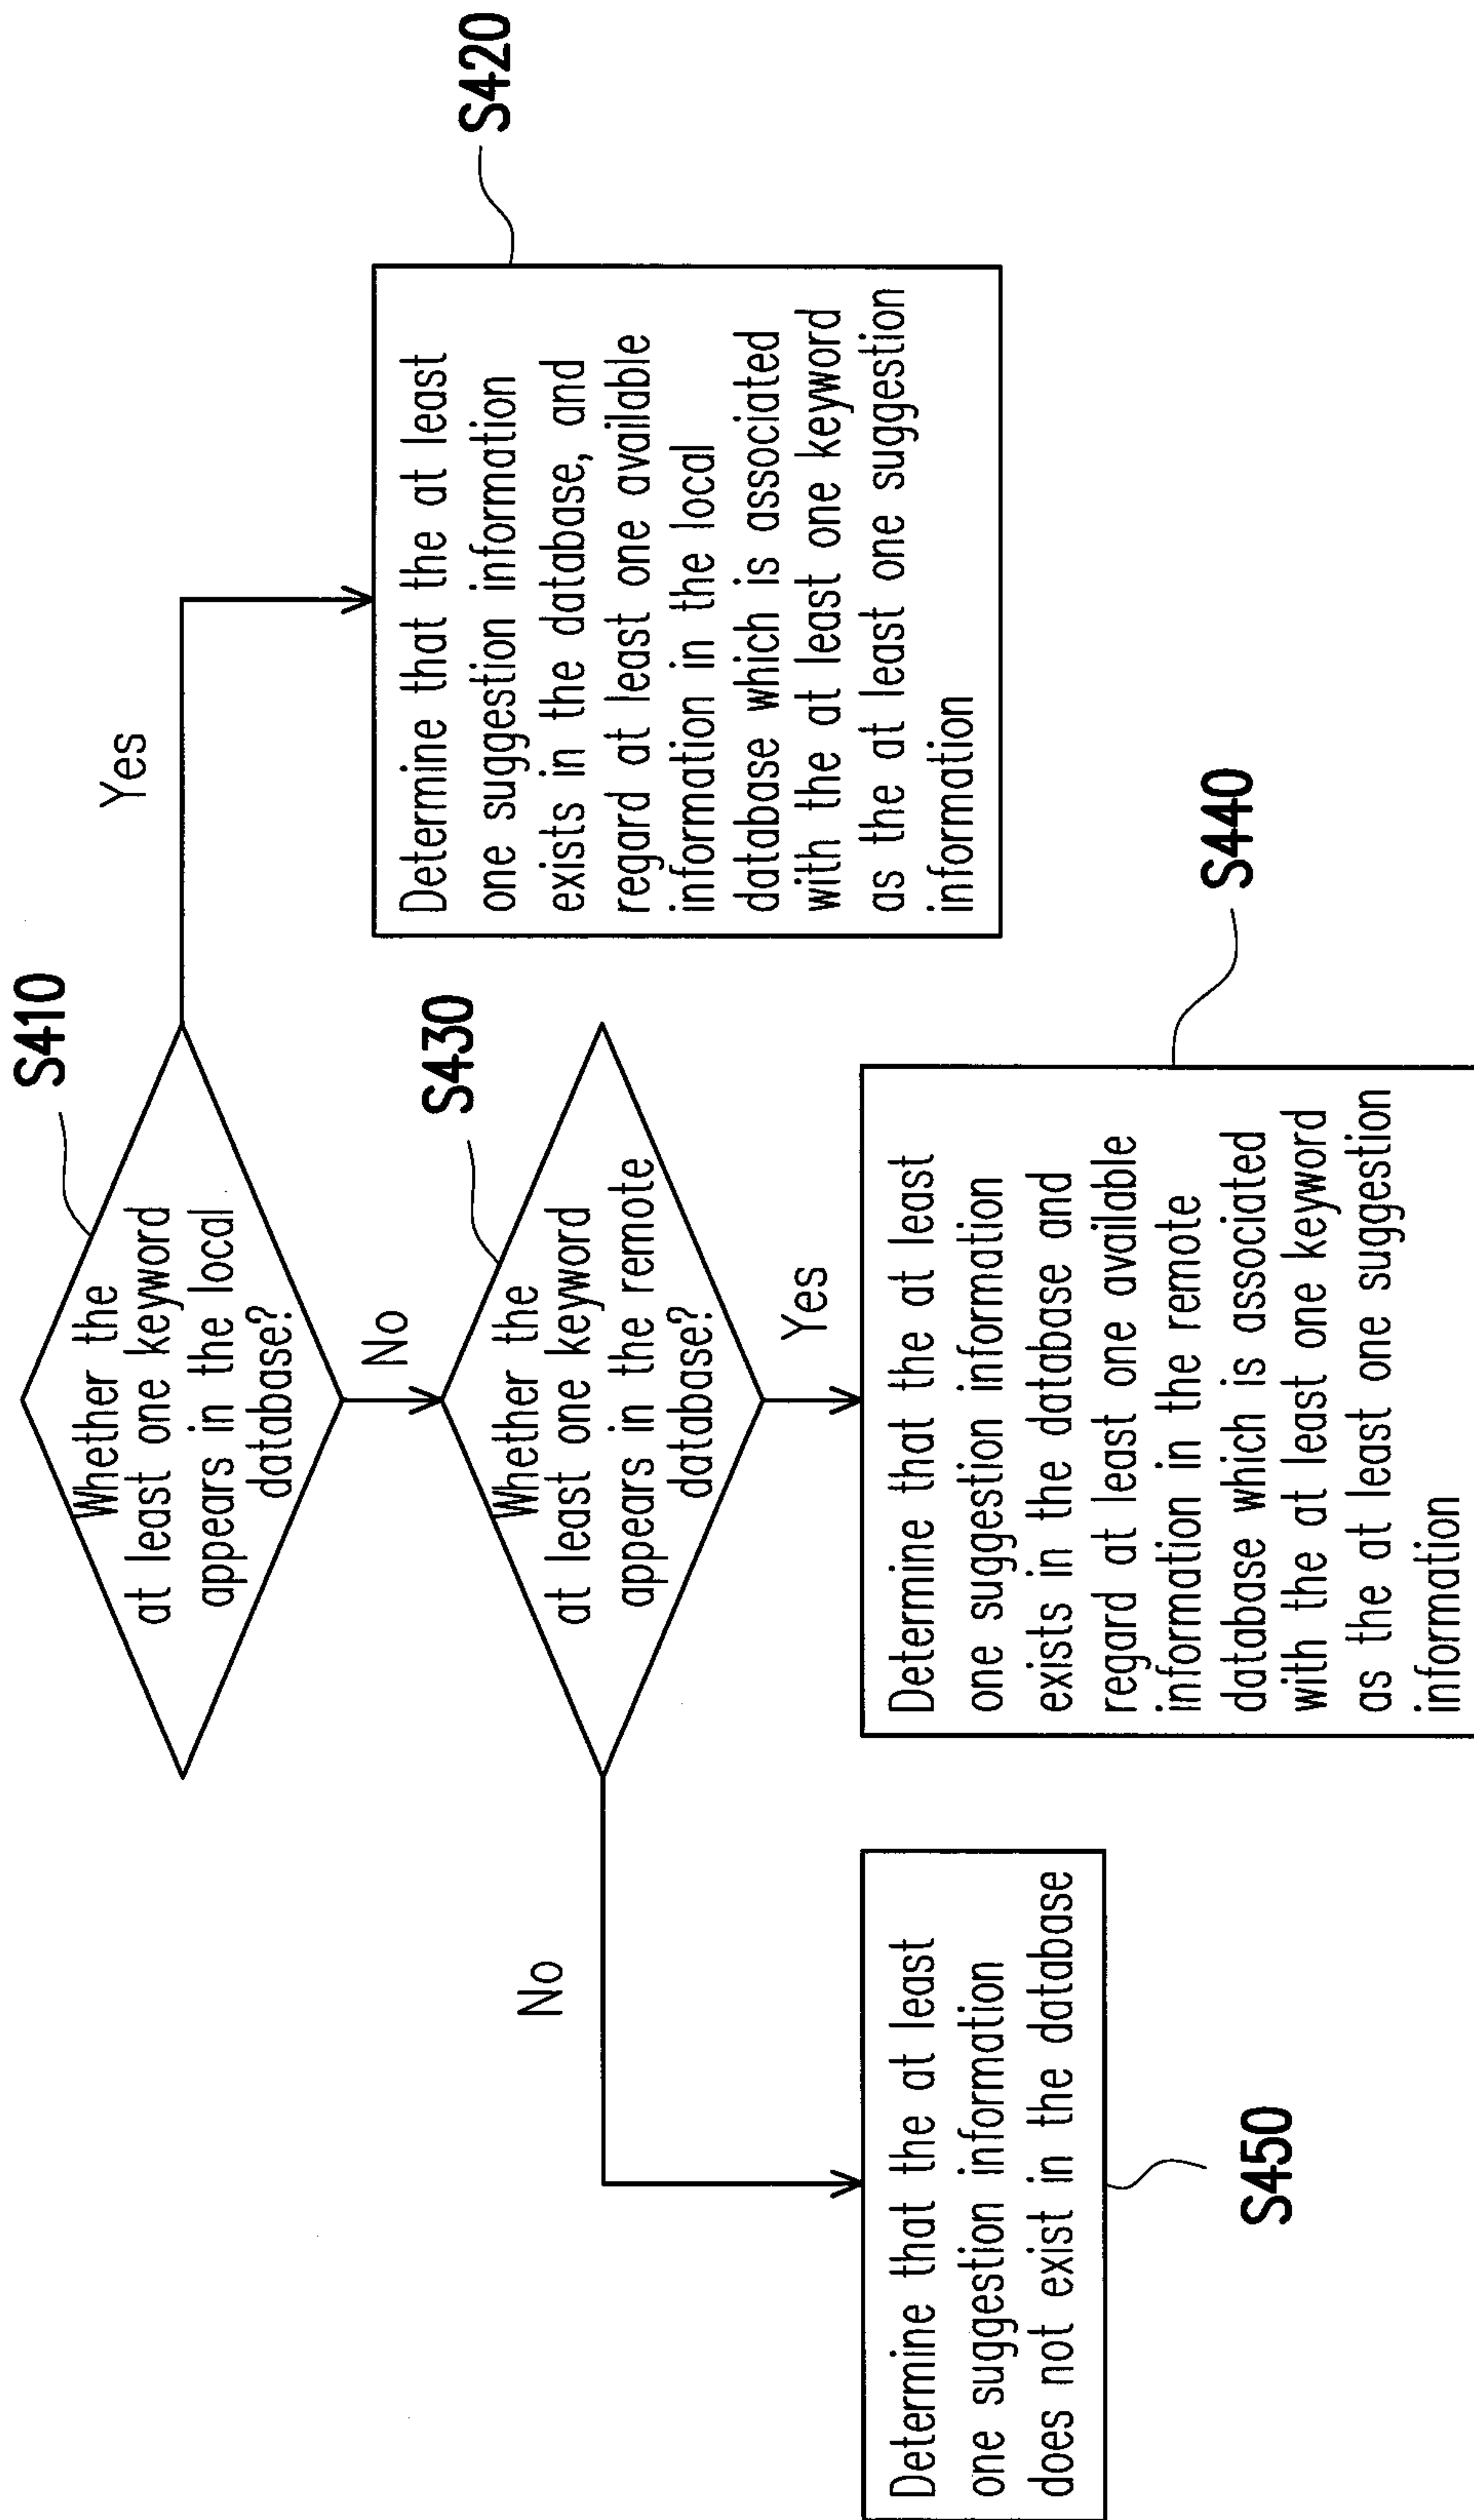 S410
Whether the
at least one keyword
appears in the local
database?
Yes
No
S420
Determine that the at least
one suggestion information
exists in the database, and
regard at least one available
information in the local
database which is associated
with the at least one keyword
as the at least one suggestion
information
S430
Whether the
at least one keyword
appears in the remote
database?
No
Yes
Determine that the at least
one suggestion information
exists in the database and
regard at least one available
information in the remote
database which is associated
with the at least one keyword
as the at least one suggestion
information
S440
Determine that the at least
one suggestion information
does not exist in the database
S450